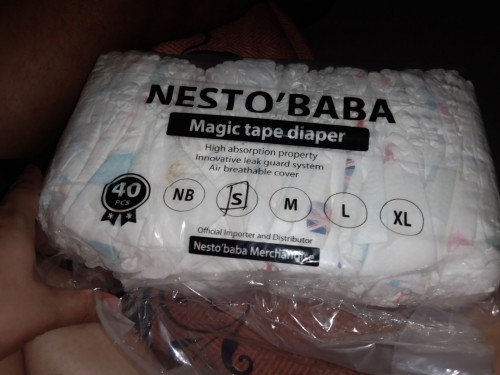 NESTO'BABA
Magic tape diaper
High absorption property
Innovative leak guard system
Air breathable cover
40 PCS
NB S M L XL
Official Importer and Distributor
Nesto'baba Merchandise